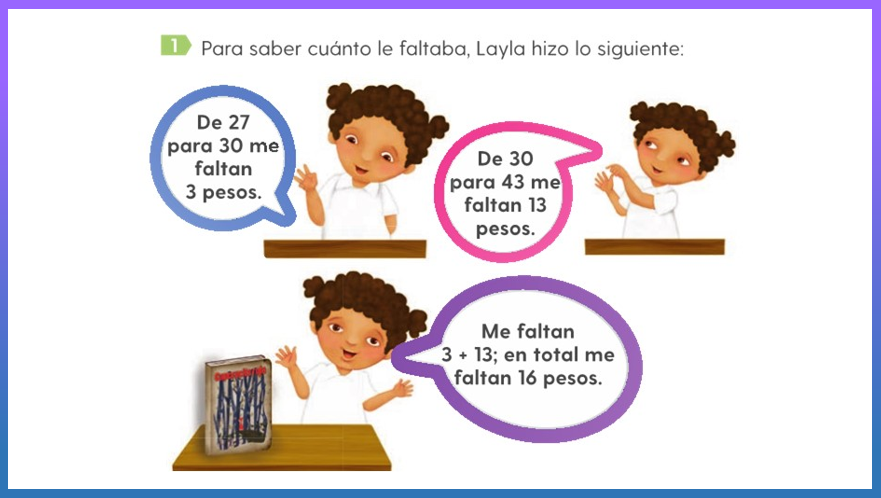 1 Para saber cuánto le faltaba, Layla hizo lo siguiente:
De 27
para 30 me
faltan
3 pesos.
De 30
para 43 me
faltan 13
pesos.
Me faltan
3 + 13; en total me
faltan 16 pesos.